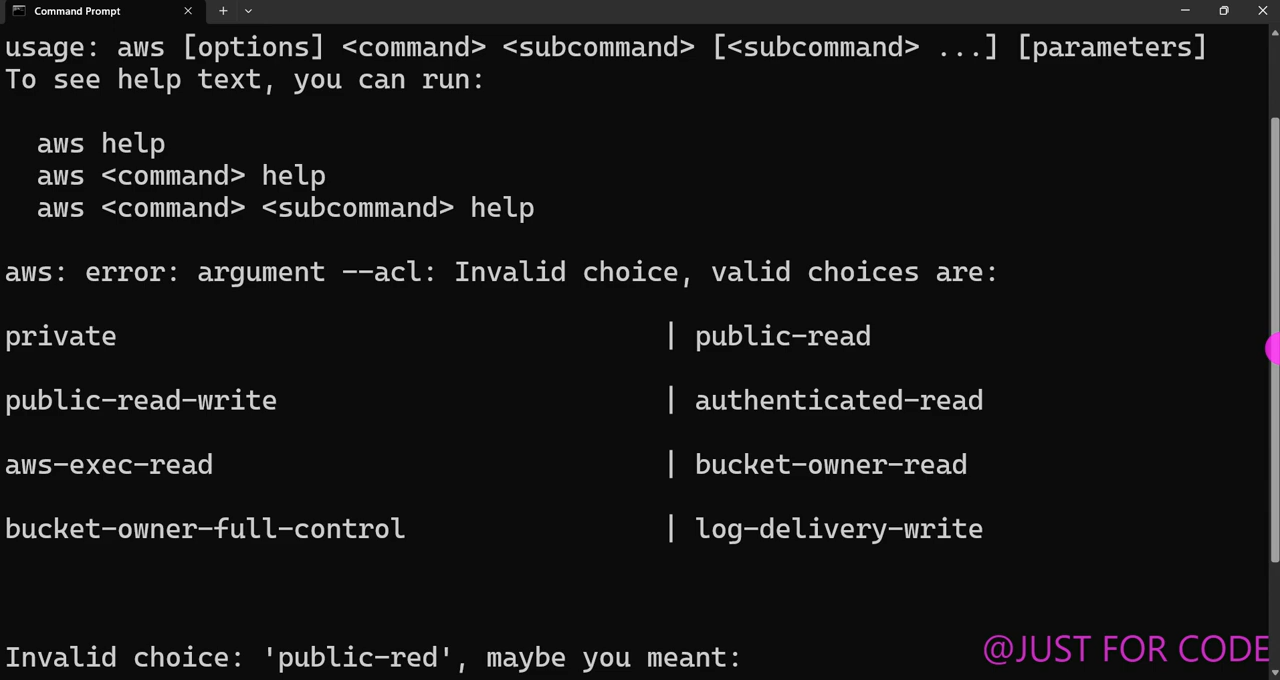 Command Prompt
usage: aws [options] <command> <subcommand> [<subcommand> ...] [parameters]
To see help text, you can run:
aws help
aws <command> help
aws <command> <subcommand> help
aws: error: argument --acl: Invalid choice, valid choices are:
private | public-read
public-read-write | authenticated-read
aws-exec-read | bucket-owner-read
bucket-owner-full-control | log-delivery-write
Invalid choice: 'public-red', maybe you meant:
@JUST FOR CODE